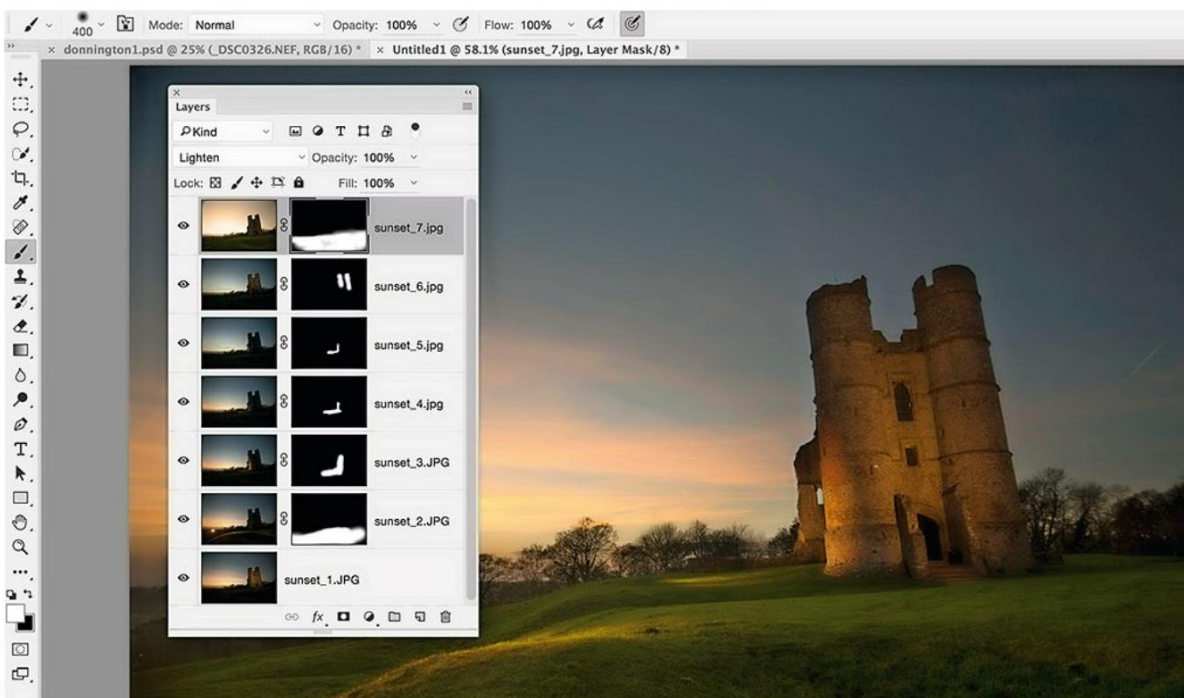 400 Mode: Normal Opacity: 100% Flow: 100%
× donnington1.psd @ 25% (_DSC0326.NEF, RGB/16) * × Untitled1 @ 58.1% (sunset_7.jpg, Layer Mask/8) *
Layers
Kind
Lighten Opacity: 100%
Lock: Fill: 100%
sunset_7.jpg
sunset_6.jpg
sunset_5.jpg
sunset_4.jpg
sunset_3.JPG
sunset_2.JPG
sunset_1.JPG
fx